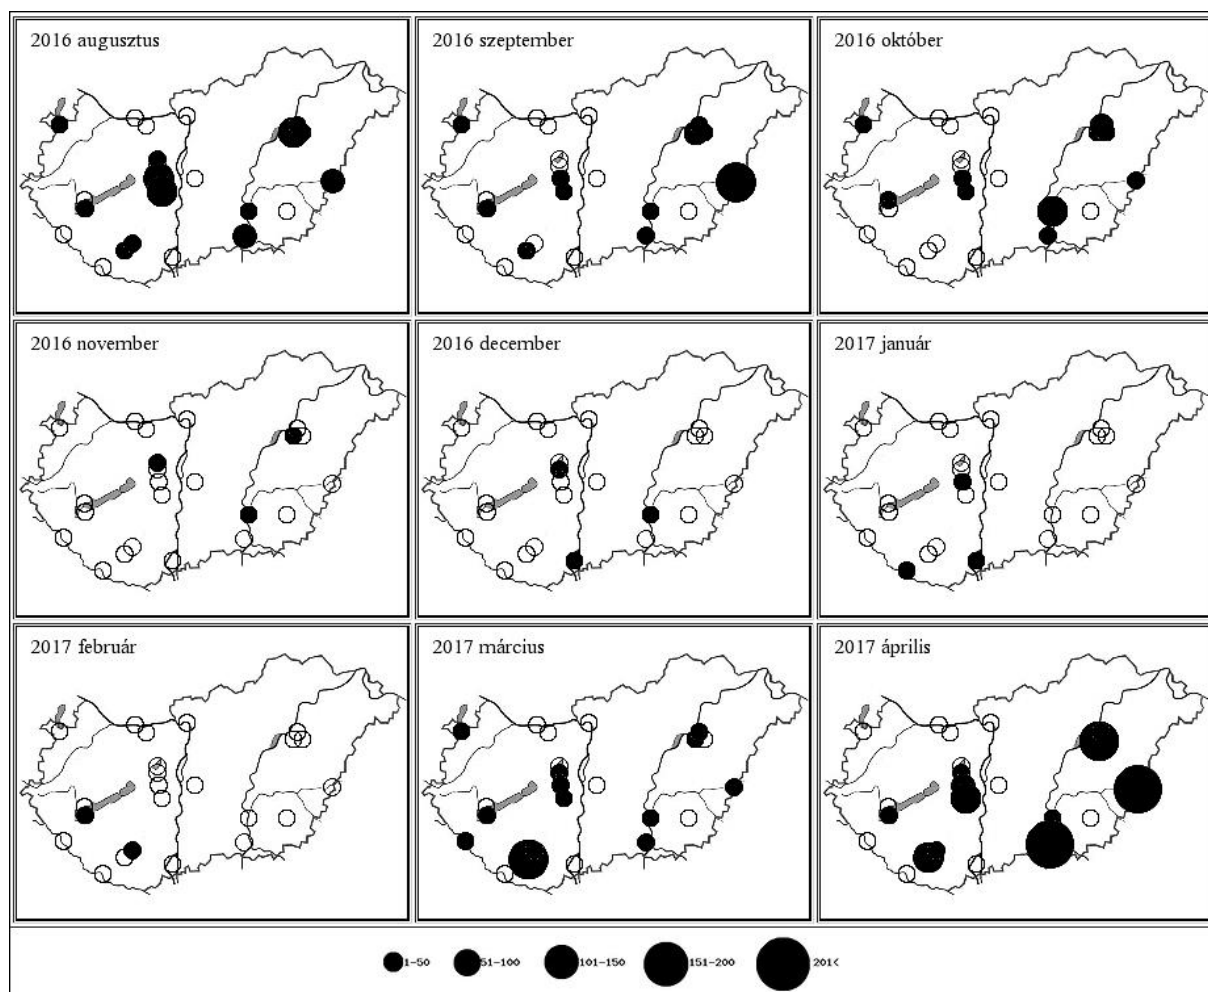 2016 augusztus
2016 szeptember
2016 október
2016 november
2016 december
2017 január
2017 február
2017 március
2017 április
1-50
51-100
101-150
151-200
201<